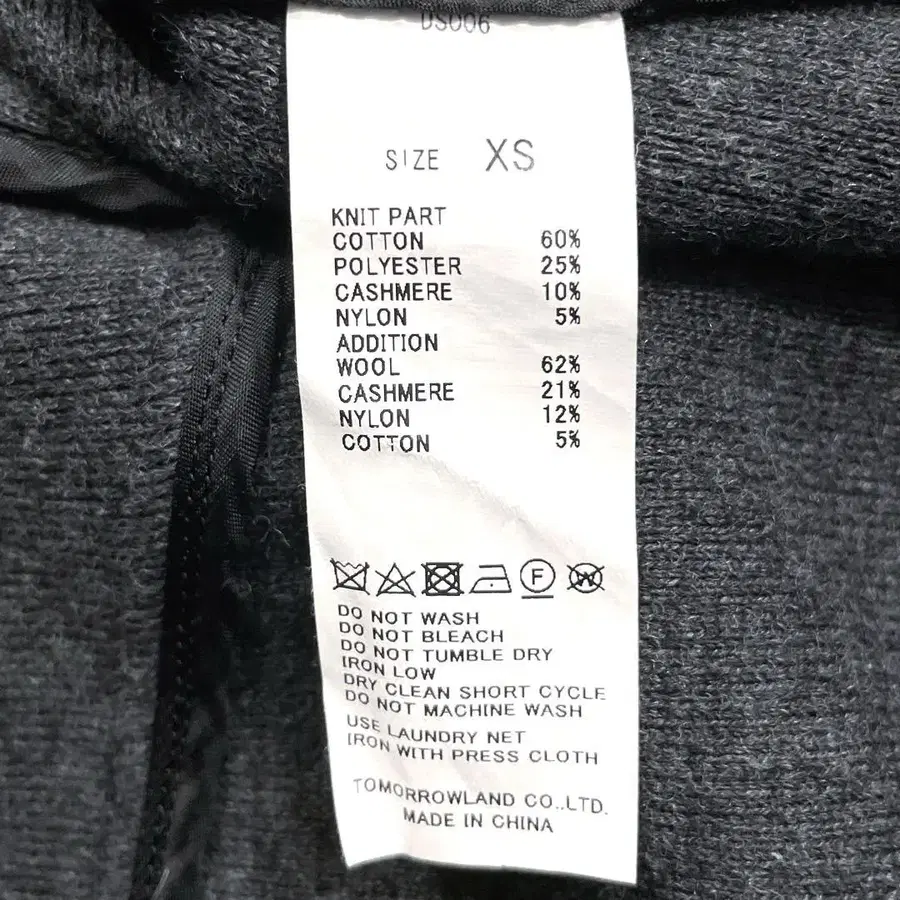 DS006
SIZE XS
KNIT PART
COTTON 60%
POLYESTER 25%
CASHMERE 10%
NYLON 5%
ADDITION
WOOL 62%
CASHMERE 21%
NYLON 12%
COTTON 5%
F W
DO NOT WASH
DO NOT BLEACH
DO NOT TUMBLE DRY
IRON LOW
DRY CLEAN SHORT CYCLE
DO NOT MACHINE WASH
USE LAUNDRY NET
IRON WITH PRESS CLOTH
TOMORROWLAND CO.,LTD.
MADE IN CHINA